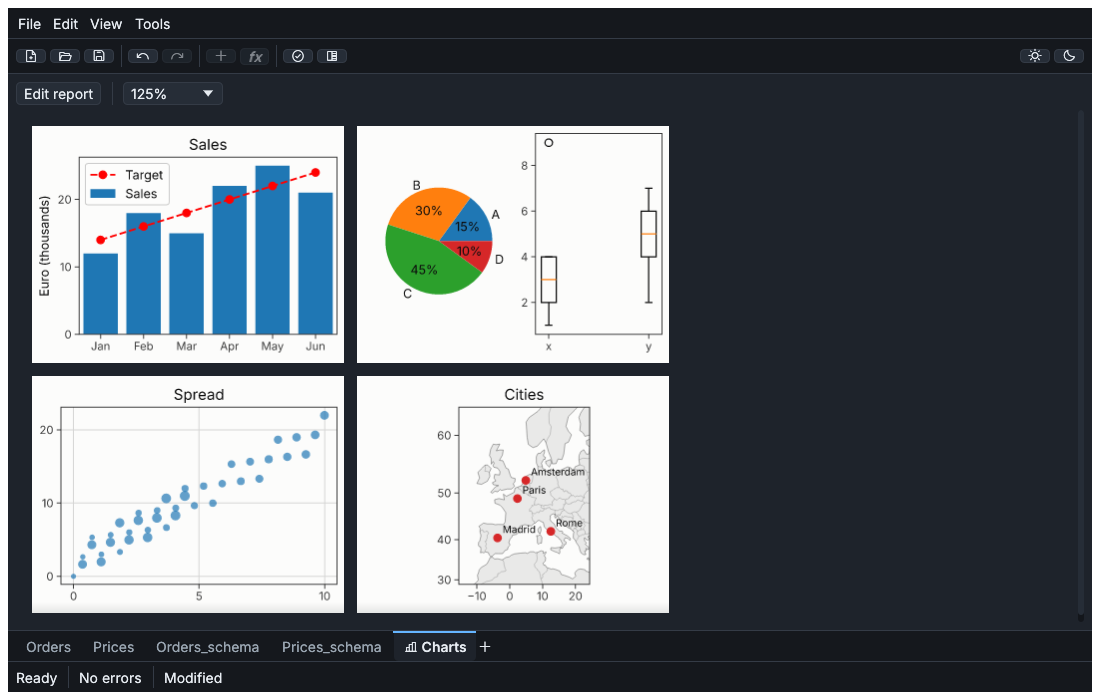 File Edit View Tools
fx
Edit report 125%
Sales
Target
Sales
Euro (thousands)
20
10
0
Jan Feb Mar Apr May Jun
B
A
30%
15%
10%
D
45%
C
8
6
4
2
x y
Spread
20
10
0
0 5 10
Cities
60
50
40
30
Amsterdam
Paris
Madrid
Rome
−10 0 10 20
Orders Prices Orders_schema Prices_schema Charts +
Ready No errors Modified